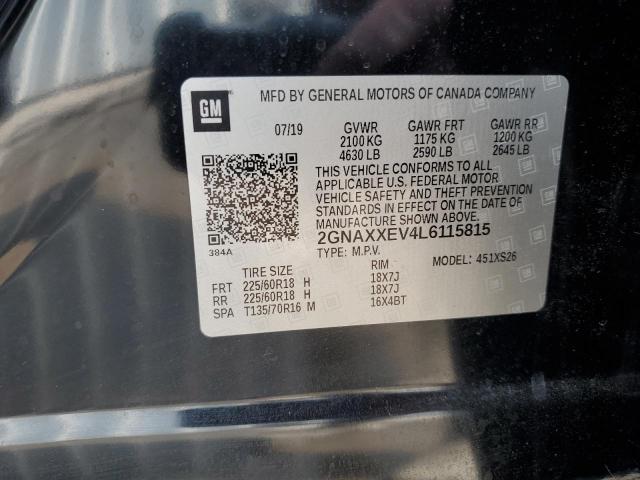 GM
MFD BY GENERAL MOTORS OF CANADA COMPANY
07/19 GVWR GAWR FRT GAWR RR
2100 KG 1175 KG 1200 KG
4630 LB 2590 LB 2645 LB
THIS VEHICLE CONFORMS TO ALL
APPLICABLE U.S. FEDERAL MOTOR
VEHICLE SAFETY AND THEFT PREVENTION
STANDARDS IN EFFECT ON THE DATE OF
MANUFACTURE SHOWN ABOVE.
2GNAXXEV4L6115815
384A
TYPE: M.P.V. MODEL: 451XS26
TIRE SIZE RIM
FRT 225/60R18 H 18X7J
RR 225/60R18 H 18X7J
SPA T135/70R16 M 16X4BT